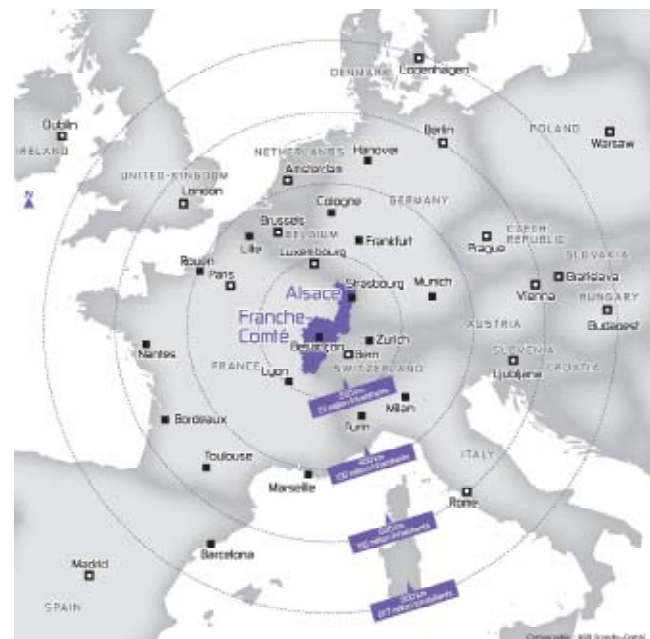 DENMARK
Copenhagen
Dublin
IRELAND
POLAND
Berlin
Warsaw
NETHERLANDS
Hanover
Amsterdam
UNITED-KINGDOM
London
N
GERMANY
Cologne
Brussels
BELGIUM
Lille
Frankfurt
Prague
CZECH
REPUBLIC
SLOVAKIA
Luxembourg
Rouen
Paris
Strasbourg
Munich
Bratislava
Vienna
HUNGARY
Budapest
Alsace
Franche
Comté
Besançon
AUSTRIA
Nantes
Zürich
Bern
SWITZERLAND
SLOVENIA
CROATIA
Ljubljana
FRANCE
Lyon
Milan
Turin
Bordeaux
Toulouse
Marseille
ITALY
Rome
Barcelona
Madrid
SPAIN